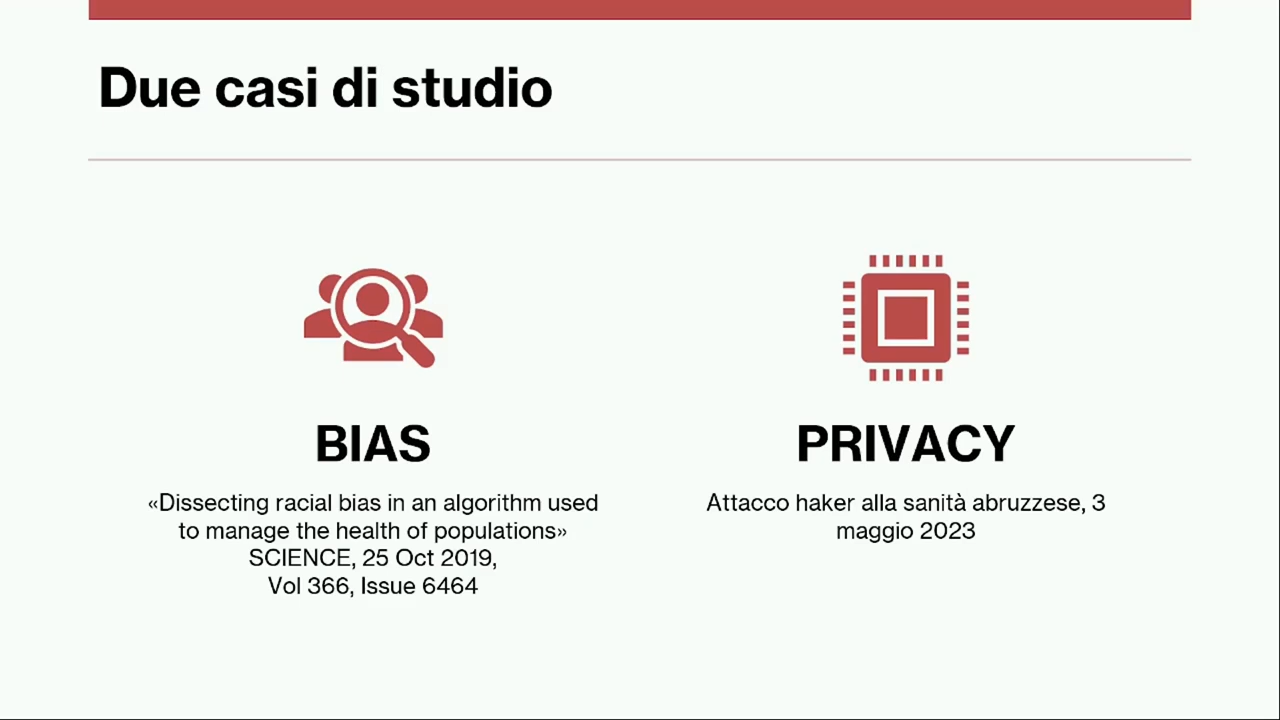 Due casi di studio
BIAS
«Dissecting racial bias in an algorithm used
to manage the health of populations»
SCIENCE, 25 Oct 2019,
Vol 366, Issue 6464
PRIVACY
Attacco haker alla sanità abruzzese, 3
maggio 2023